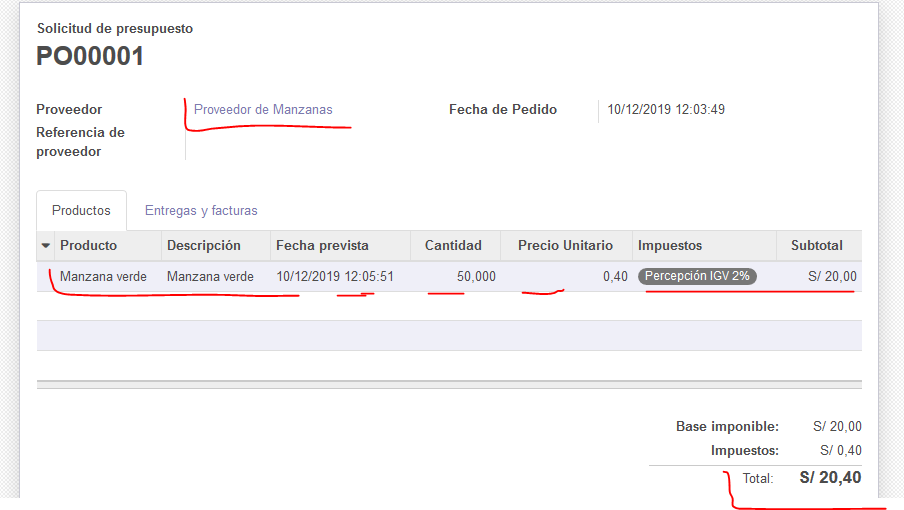 Solicitud de presupuesto
PO00001
Proveedor Proveedor de Manzanas Fecha de Pedido 10/12/2019 12:03:49
Referencia de
proveedor
Productos Entregas y facturas
Producto Descripción Fecha prevista Cantidad Precio Unitario Impuestos Subtotal
Manzana verde Manzana verde 10/12/2019 12:05:51 50,000 0,40 Percepción IGV 2% S/ 20,00
Base imponible: S/ 20,00
Impuestos: S/ 0,40
Total: S/ 20,40